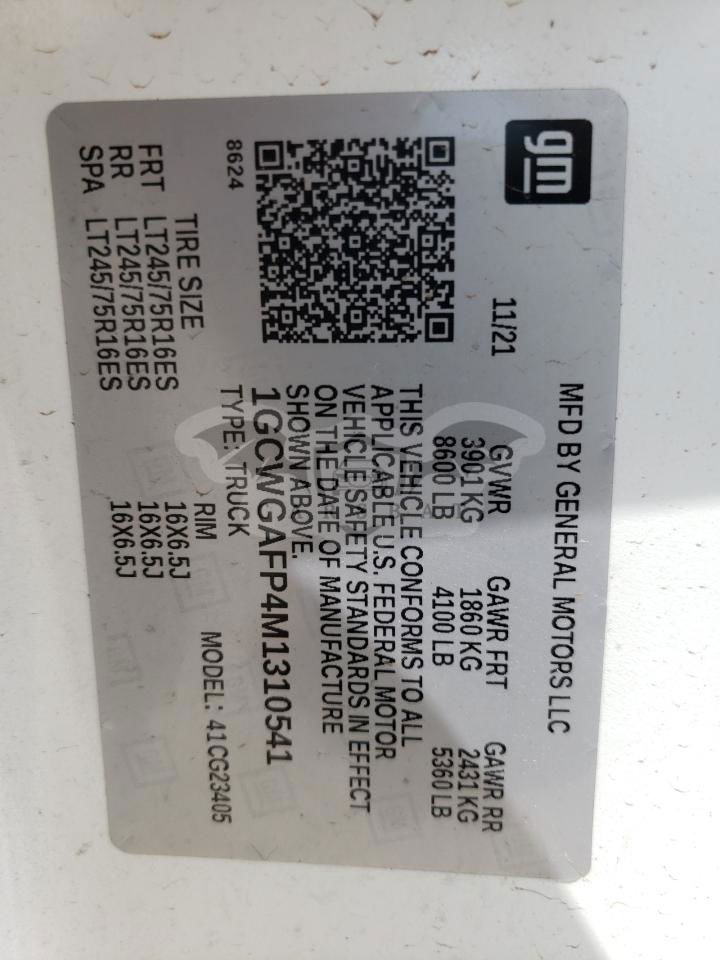 gm
MFD BY GENERAL MOTORS LLC
11/21
GVWR GAWR FRT GAWR RR
3901 KG 1860 KG 2431 KG
8600 LB 4100 LB 5360 LB
THIS VEHICLE CONFORMS TO ALL
APPLICABLE U.S. FEDERAL MOTOR
VEHICLE SAFETY STANDARDS IN EFFECT
ON THE DATE OF MANUFACTURE
SHOWN ABOVE.
8624
1GCWGAFP4M1310541
TYPE: TRUCK MODEL: 41CG23405
TIRE SIZE RIM
FRT LT245/75R16ES 16X6.5J
RR LT245/75R16ES 16X6.5J
SPA LT245/75R16ES 16X6.5J